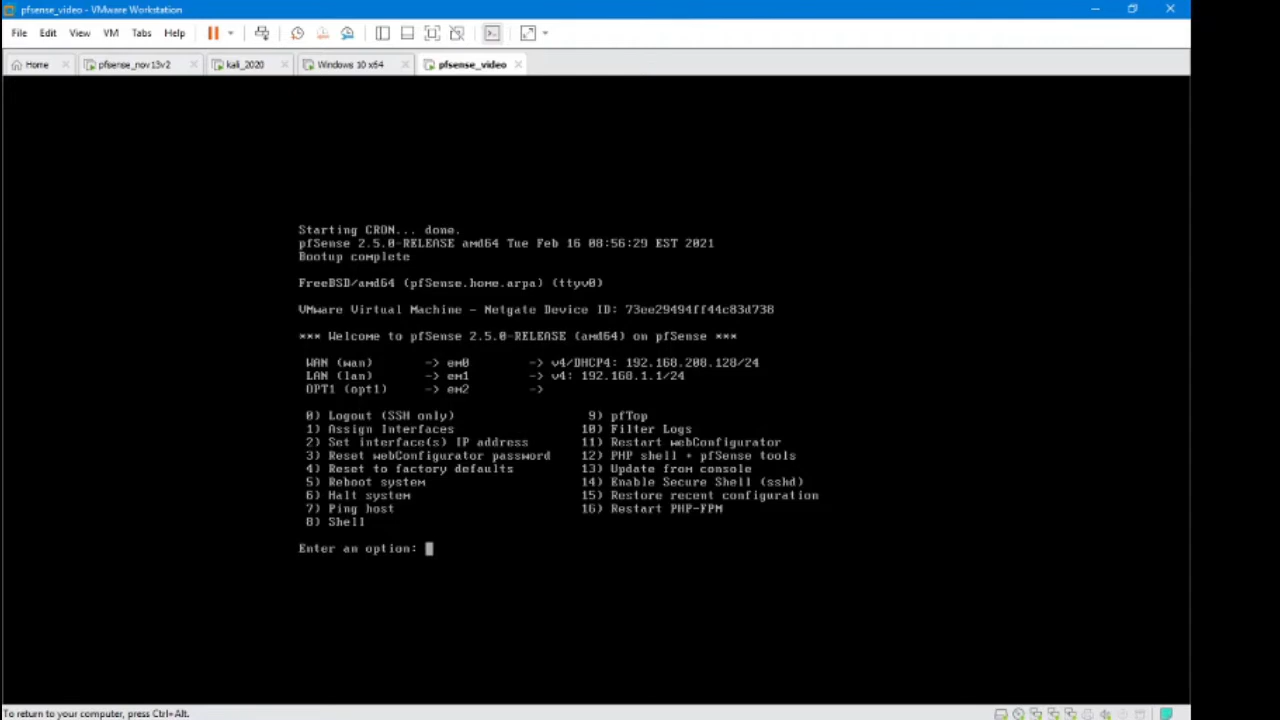 pfsense_video - VMware Workstation
File Edit View VM Tabs Help
Home pfsense_nov13v2 kali_2020 Windows 10 x64 pfsense_video
Starting CRON... done.
pfSense 2.5.0-RELEASE amd64 Tue Feb 16 08:56:29 EST 2021
Bootup complete
FreeBSD/amd64 (pfSense.home.arpa) (ttyv0)
VMware Virtual Machine - Netgate Device ID: 73ee29494ff44c83d738
*** Welcome to pfSense 2.5.0-RELEASE (amd64) on pfSense ***
WAN (wan) -> em0 -> v4/DHCP4: 192.168.208.128/24
LAN (lan) -> em1 -> v4: 192.168.1.1/24
OPT1 (opt1) -> em2 ->
0) Logout (SSH only) 9) pfTop
1) Assign Interfaces 10) Filter Logs
2) Set interface(s) IP address 11) Restart webConfigurator
3) Reset webConfigurator password 12) PHP shell + pfSense tools
4) Reset to factory defaults 13) Update from console
5) Reboot system 14) Enable Secure Shell (sshd)
6) Halt system 15) Restore recent configuration
7) Ping host 16) Restart PHP-FPM
8) Shell
Enter an option:
To return to your computer, press Ctrl+Alt.